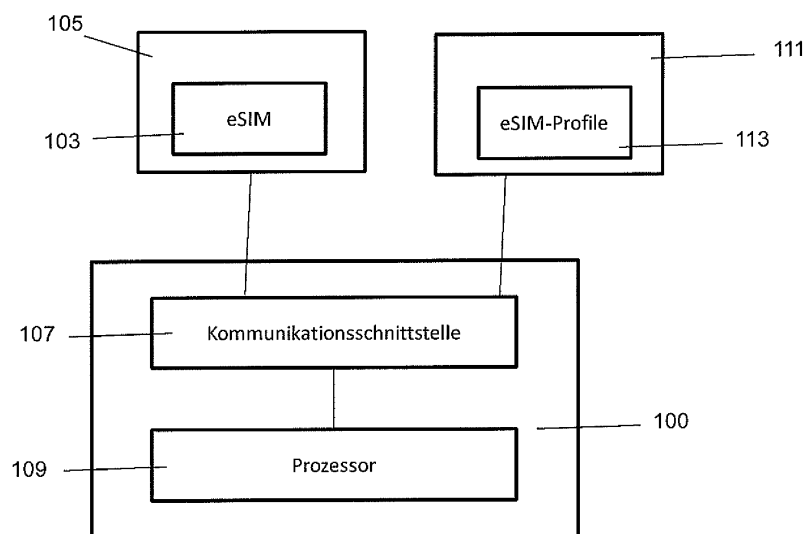 105
111
eSIM
eSIM-Profile
103
113
Kommunikationsschnittstelle
107
100
Prozessor
109